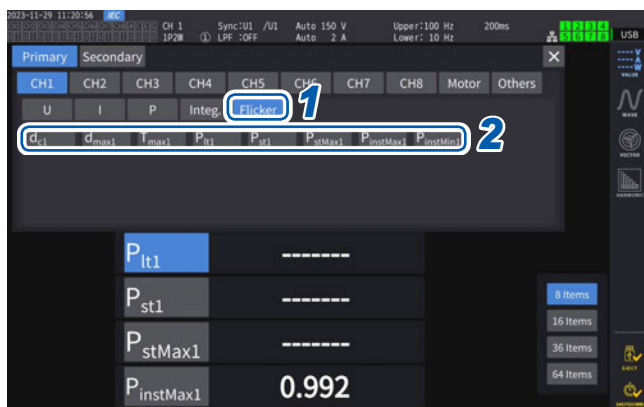 2023-11-29 11:20:56 IEC CH 1 Sync:U1 /U1 Auto 150 V Upper:100 Hz 200ms 1 2 3 4
1P2W ① LPF :OFF Auto 2 A Lower: 10 Hz 5 6 7 8 USB
Primary Secondary ×
CH1 CH2 CH3 CH4 CH5 CH6 CH7 CH8 Motor Others
U I P Integ. Flicker 1
dc1 dmax1 Tmax1 Plt1 Pst1 PstMax1 PinstMax1 PinstMin1 2
Plt1 -------
Pst1 -------
PstMax1 -------
PinstMax1 0.992
8 Items
16 Items
36 Items
64 Items
V
A
W
VALUE
WAVE
VECTOR
HARMONIC
EJECT
SHUTDOWN